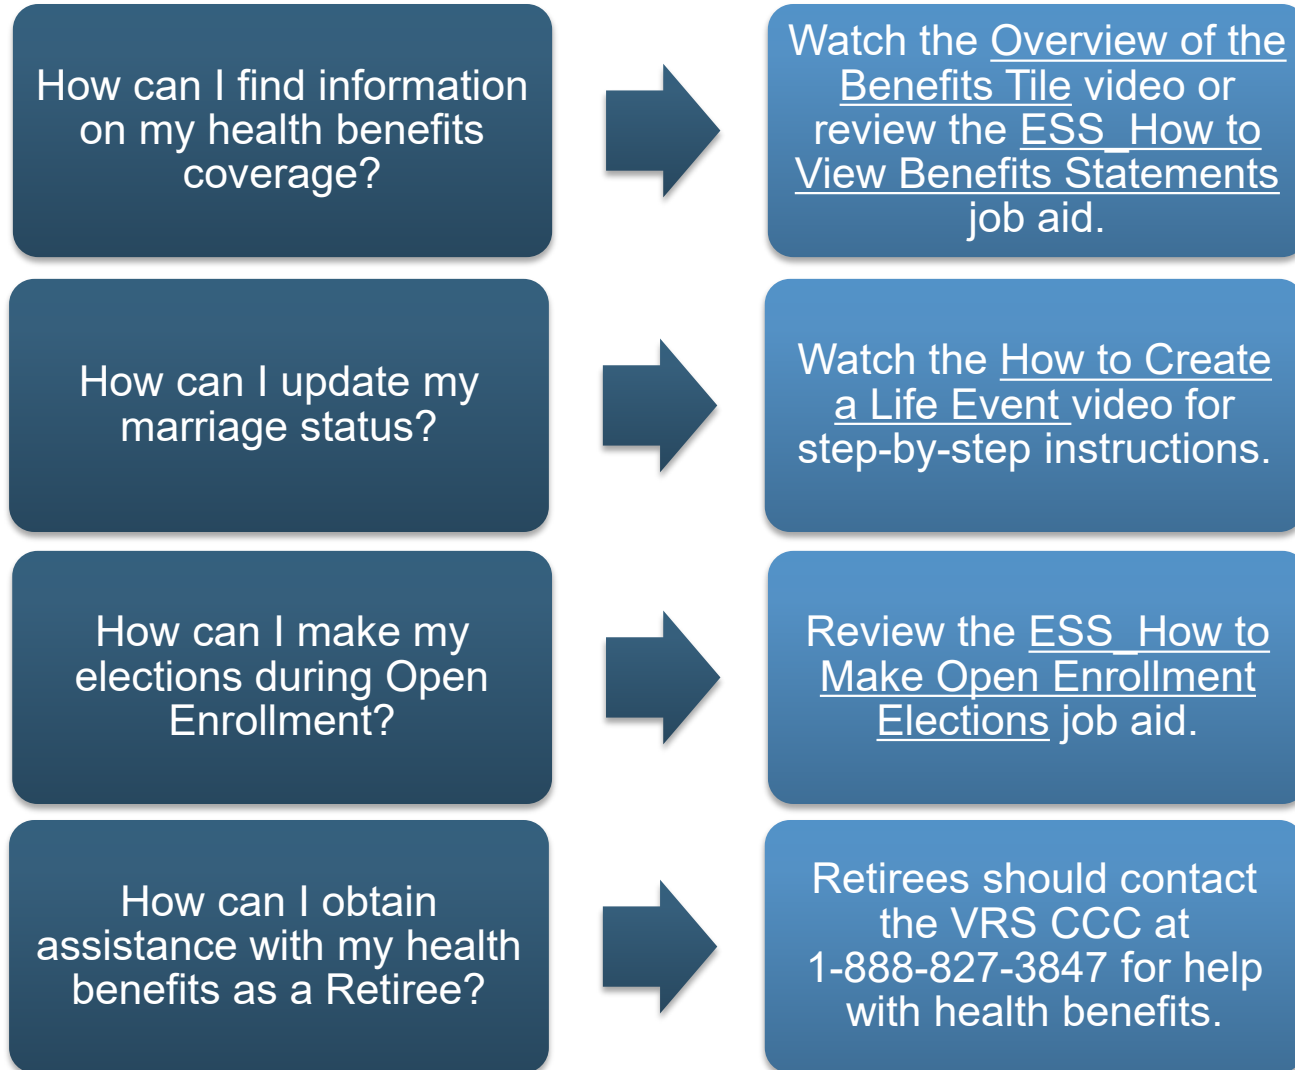 How can I find information
on my health benefits
coverage?
Watch the Overview of the
Benefits Tile video or
review the ESS_How to
View Benefits Statements
job aid.
How can I update my
marriage status?
Watch the How to Create
a Life Event video for
step-by-step instructions.
How can I make my
elections during Open
Enrollment?
Review the ESS_How to
Make Open Enrollment
Elections job aid.
How can I obtain
assistance with my health
benefits as a Retiree?
Retirees should contact
the VRS CCC at
1-888-827-3847 for help
with health benefits.